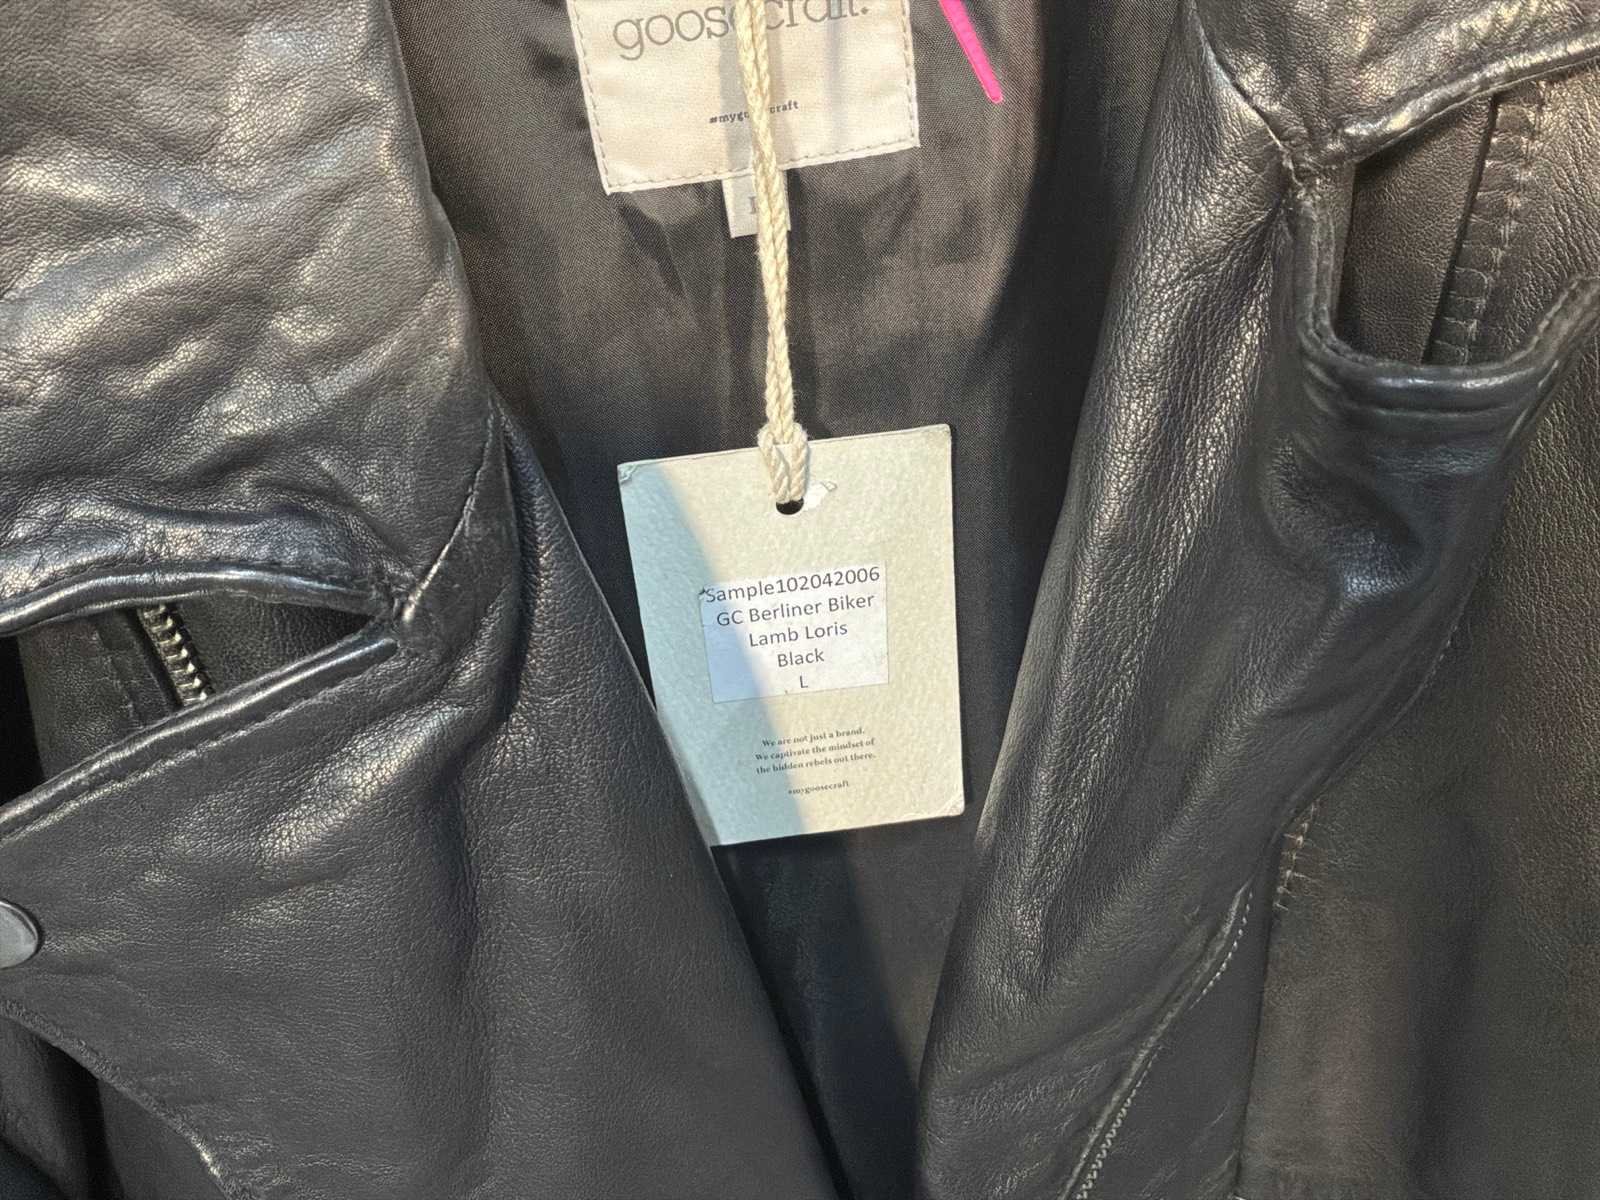 goosecraft.
#mygoosecraft
L
Sample102042006
GC Berliner Biker
Lamb Loris
Black
L
We are not just a brand.
We captivate the mindset of
the hidden rebels out there.
#mygoosecraft